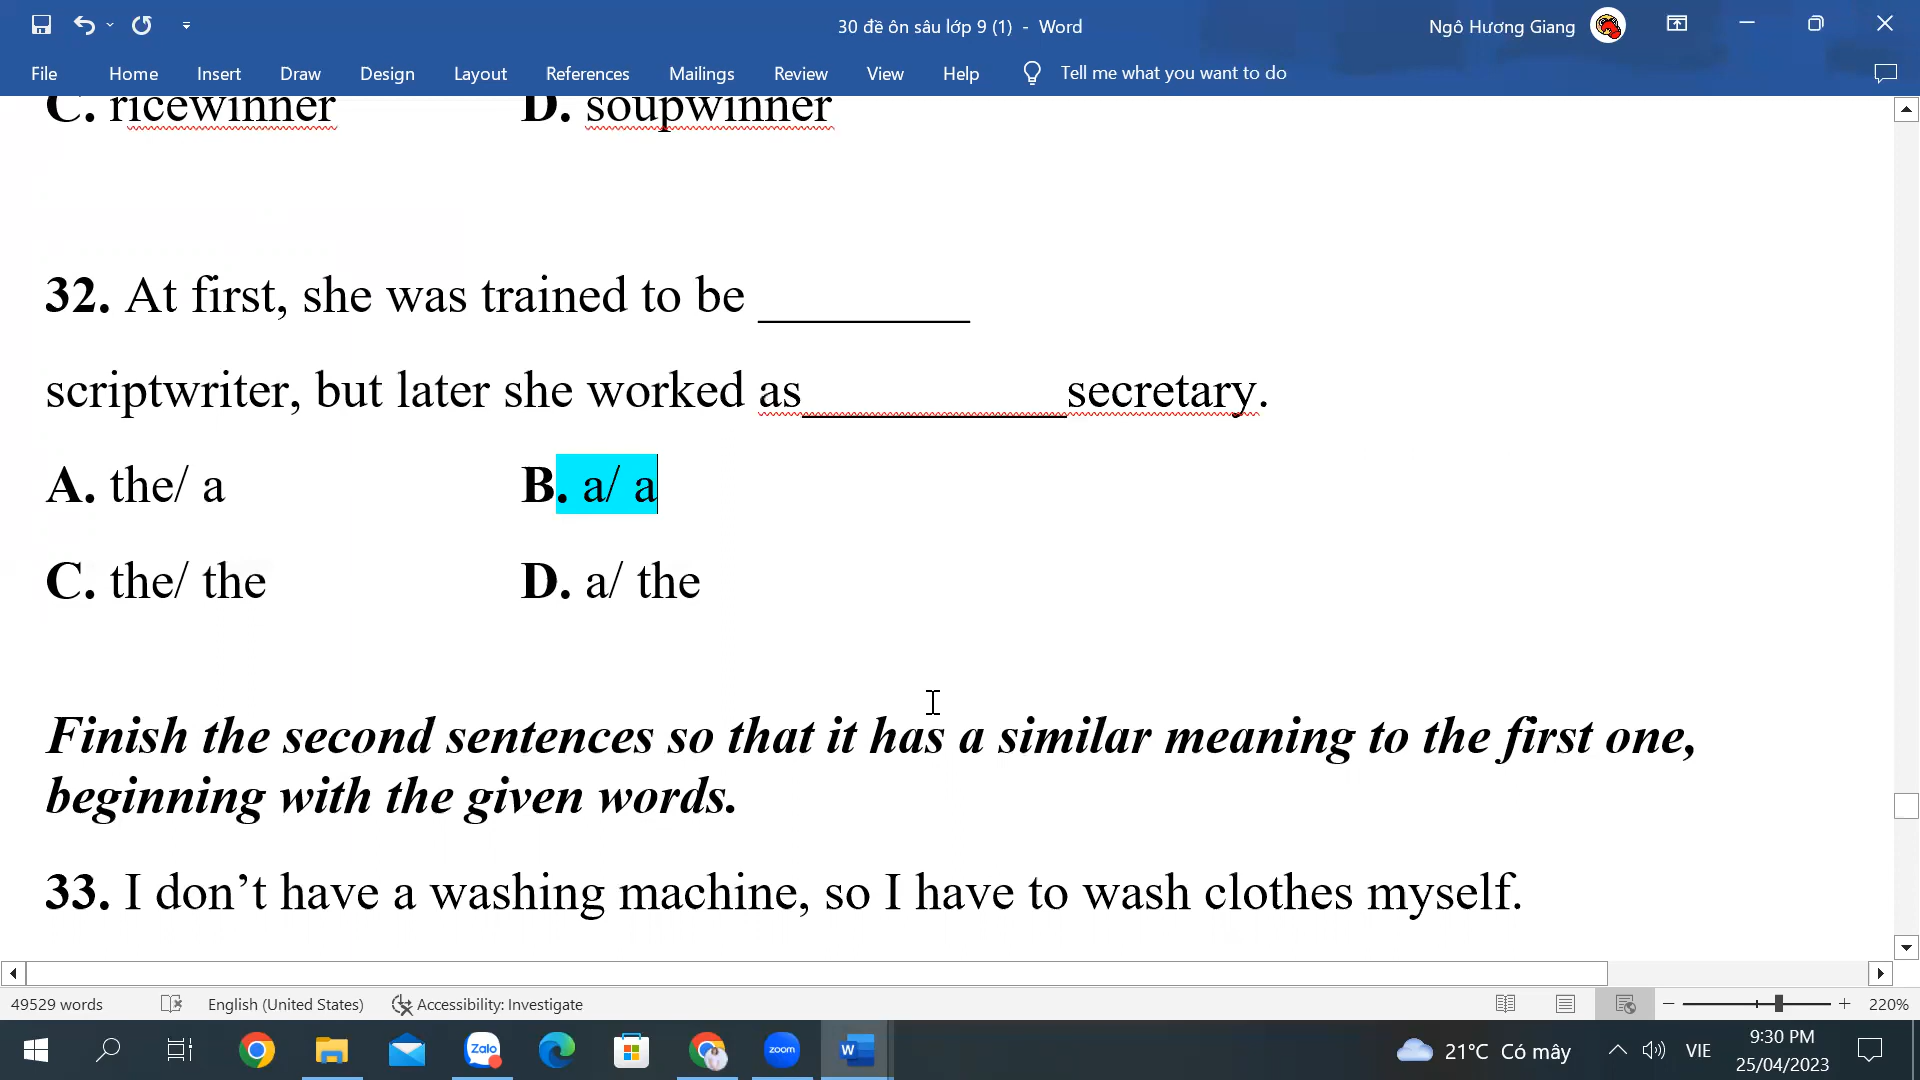 30 đề ôn sâu lớp 9 (1) - Word
Ngô Hương Giang
File Home Insert Draw Design Layout References Mailings Review View Help Tell me what you want to do
C. ricewinner D. soupwinner
32. At first, she was trained to be ________
scriptwriter, but later she worked as__________secretary.
A. the/ a B. a/ a
C. the/ the D. a/ the
Finish the second sentences so that it has a similar meaning to the first one,
beginning with the given words.
33. I don’t have a washing machine, so I have to wash clothes myself.
49529 words English (United States) Accessibility: Investigate 220%
Zalo zoom W 21°C Có mây VIE 9:30 PM
25/04/2023